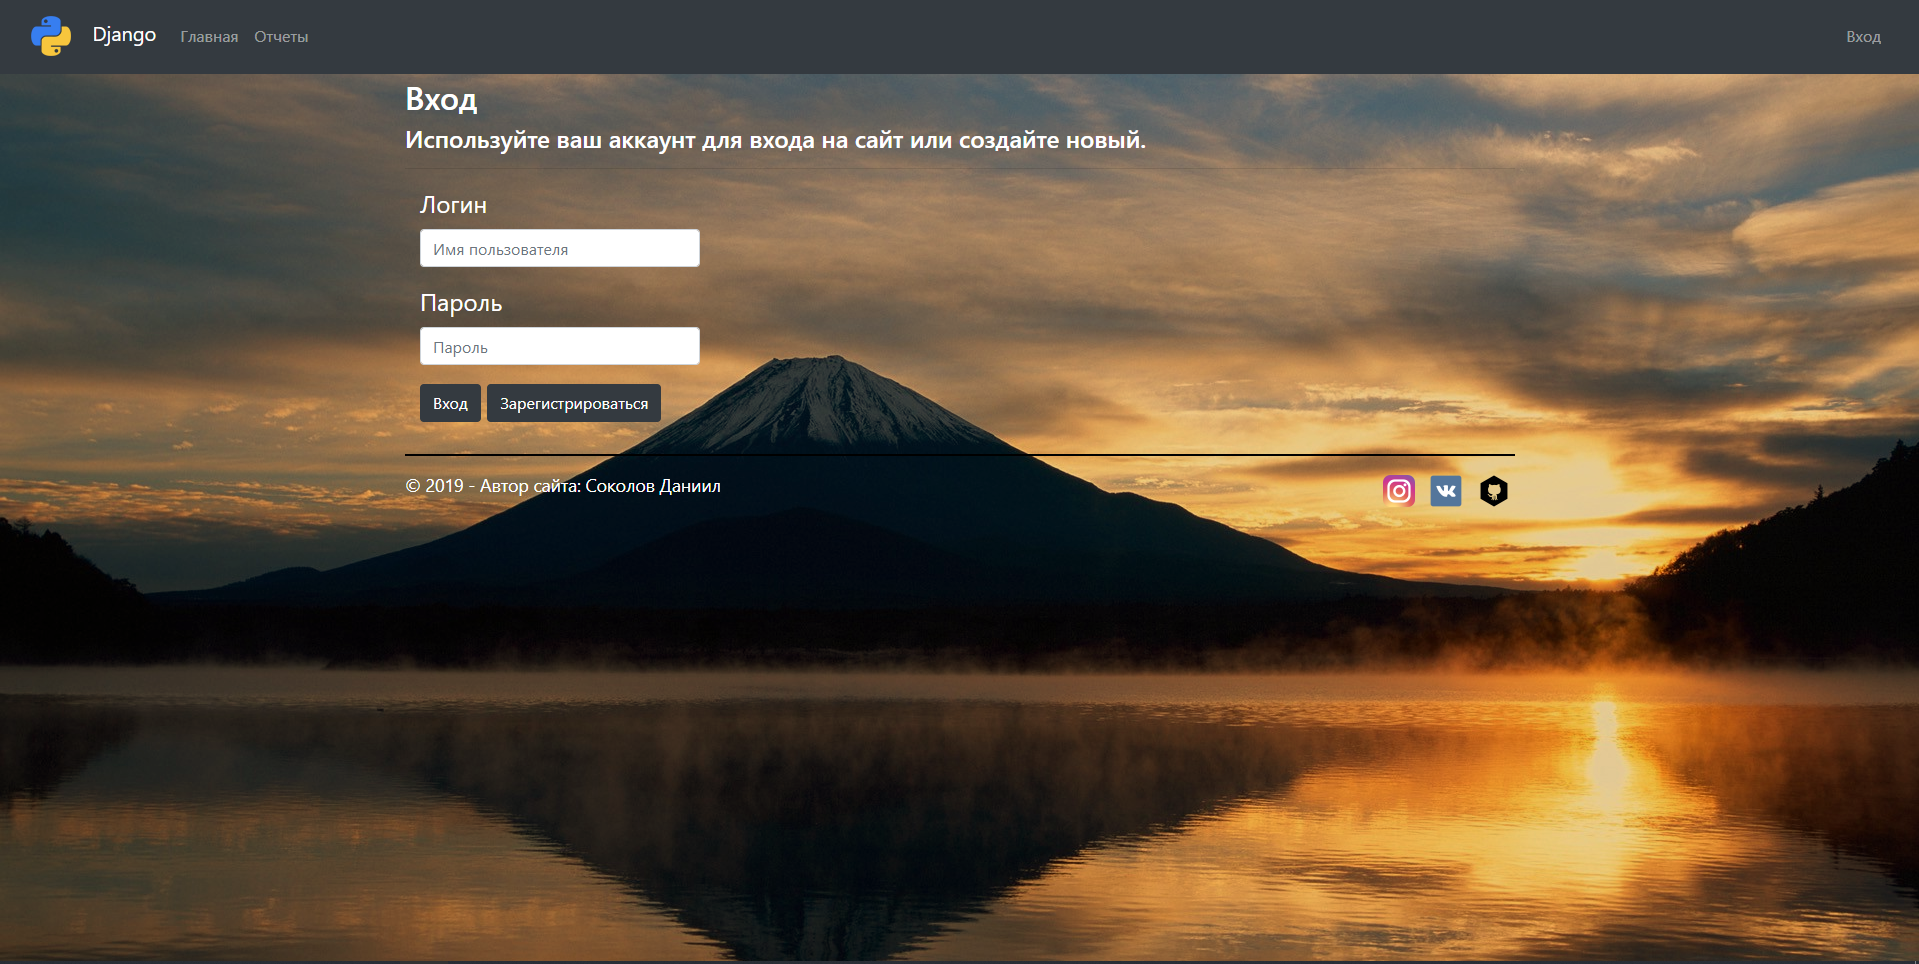 Django Главная Отчеты Вход
Вход
Используйте ваш аккаунт для входа на сайт или создайте новый.
Логин
Имя пользователя
Пароль
Пароль
Вход Зарегистрироваться
© 2019 - Автор сайта: Соколов Даниил